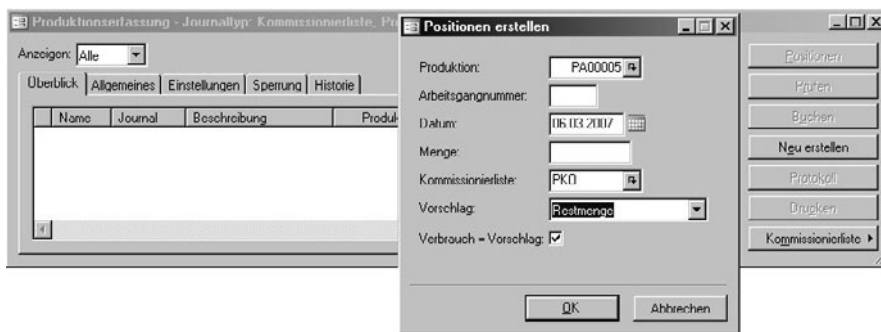 Produktionserfassung - Journaltyp: Kommissionierliste, Pr
Anzeigen: Alle
Überblick Allgemeines Einstellungen Sperrung Historie
Name Journal Beschreibung Produk
Positionen
Prüfen
Buchen
Neu erstellen
Protokoll
Drucken
Kommissionierliste
Positionen erstellen
Produktion: PA00005
Arbeitsgangnummer:
Datum: 06.03.2007
Menge:
Kommissionierliste: PKO
Vorschlag: Restmenge
Verbrauch = Vorschlag:
OK Abbrechen